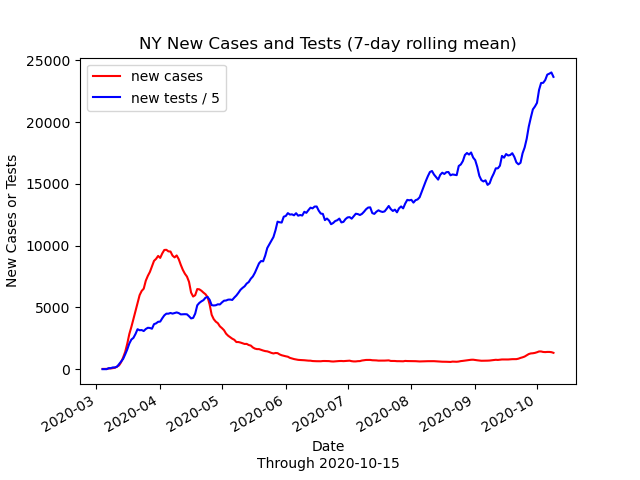 NY New Cases and Tests (7-day rolling mean)
new cases
new tests / 5
25000
20000
15000
10000
5000
0
New Cases or Tests
2020-03
2020-04
2020-05
2020-06
2020-07
2020-08
2020-09
2020-10
Date
Through 2020-10-15